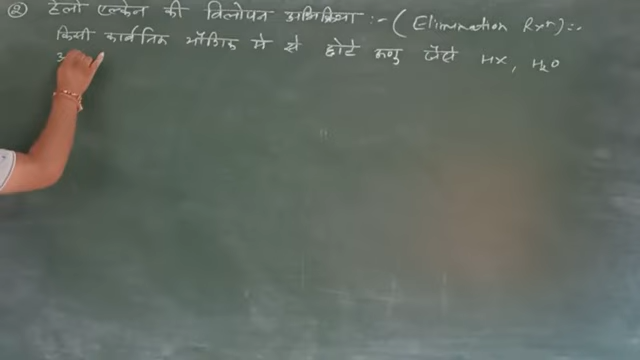 ② हैलो एल्केन की विलोपन अभिक्रिया :- (Elimination Rxn) :-
किसी कार्बनिक यौगिक मे से छोटे अणु जैसे HX, H2O